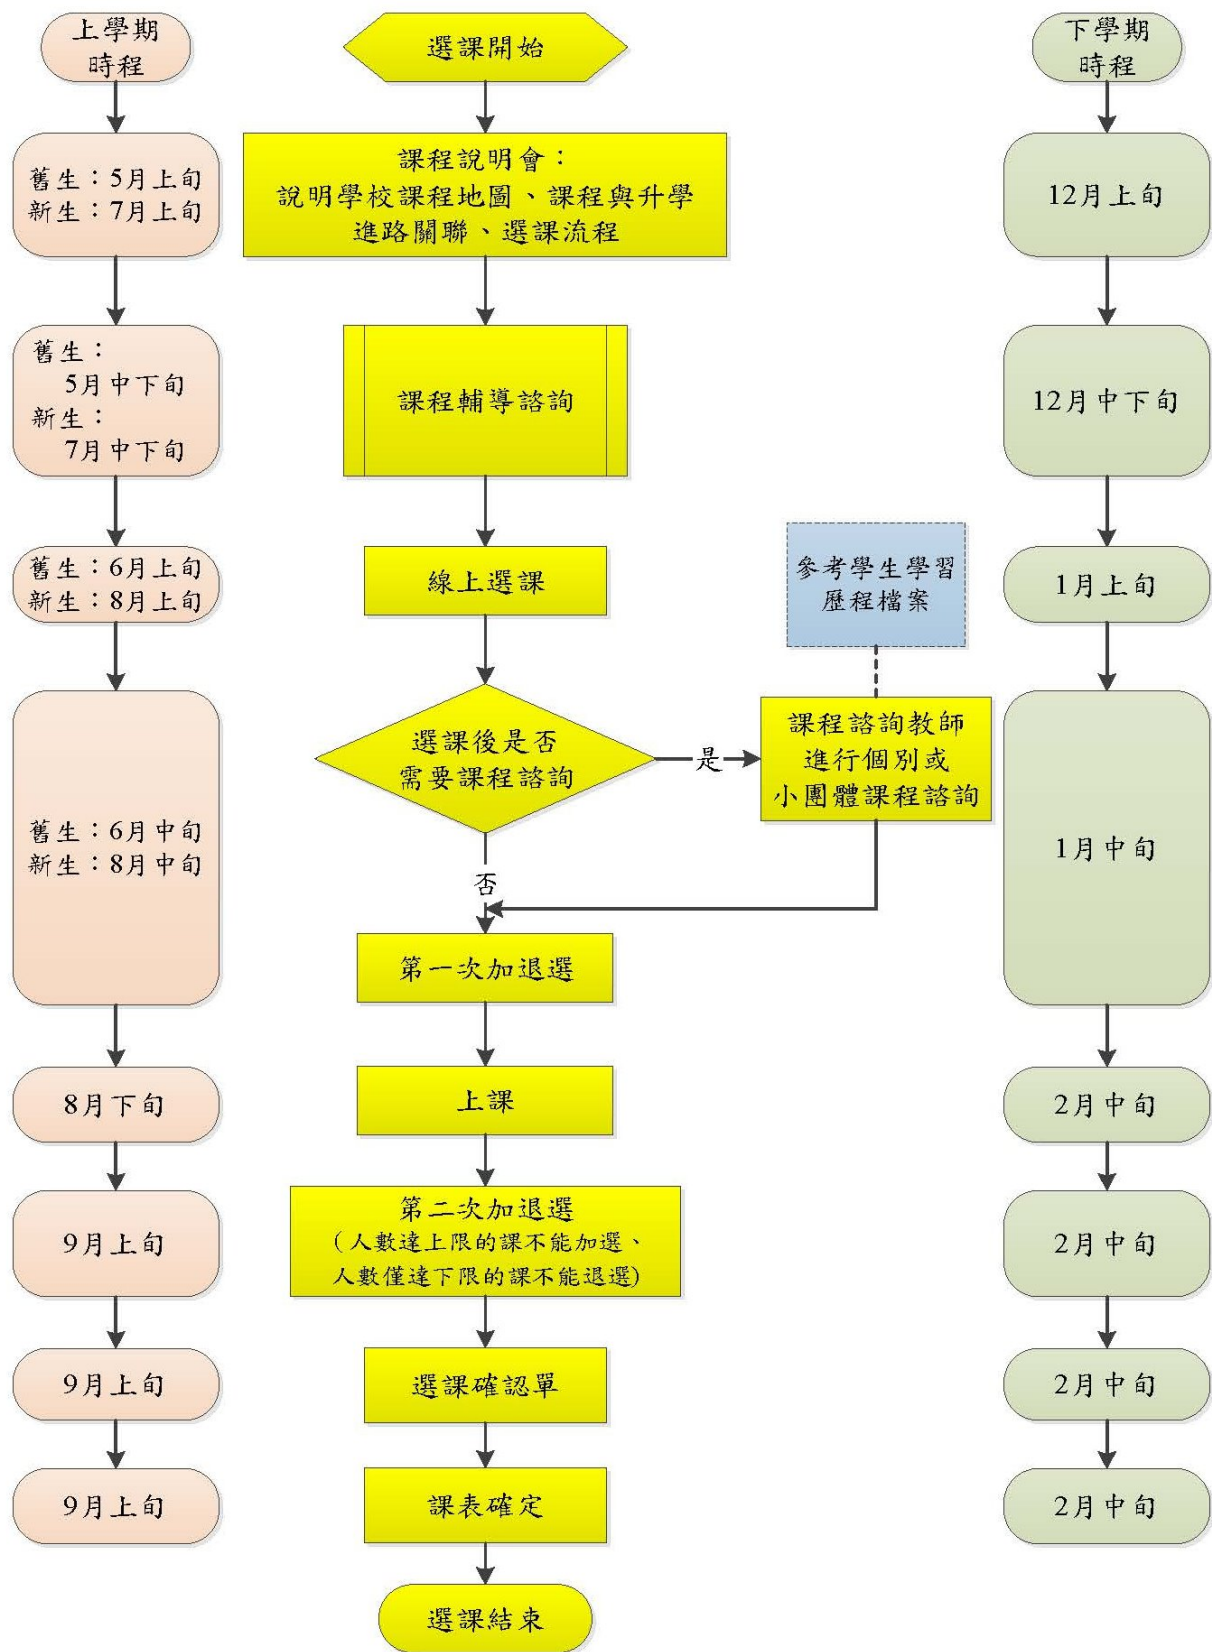 上學期
時程
選課開始
下學期
時程
舊生：5月上旬
新生：7月上旬
課程說明會：
說明學校課程地圖、課程與升學
進路關聯、選課流程
12月上旬
舊生：
5月中下旬
新生：
7月中下旬
課程輔導諮詢
12月中下旬
舊生：6月上旬
新生：8月上旬
線上選課
參考學生學習
歷程檔案
1月上旬
選課後是否
需要課程諮詢
是
課程諮詢教師
進行個別或
小團體課程諮詢
舊生：6月中旬
新生：8月中旬
1月中旬
否
第一次加退選
8月下旬
上課
2月中旬
9月上旬
第二次加退選
（人數達上限的課不能加選、
人數僅達下限的課不能退選)
2月中旬
9月上旬
選課確認單
2月中旬
9月上旬
課表確定
2月中旬
選課結束